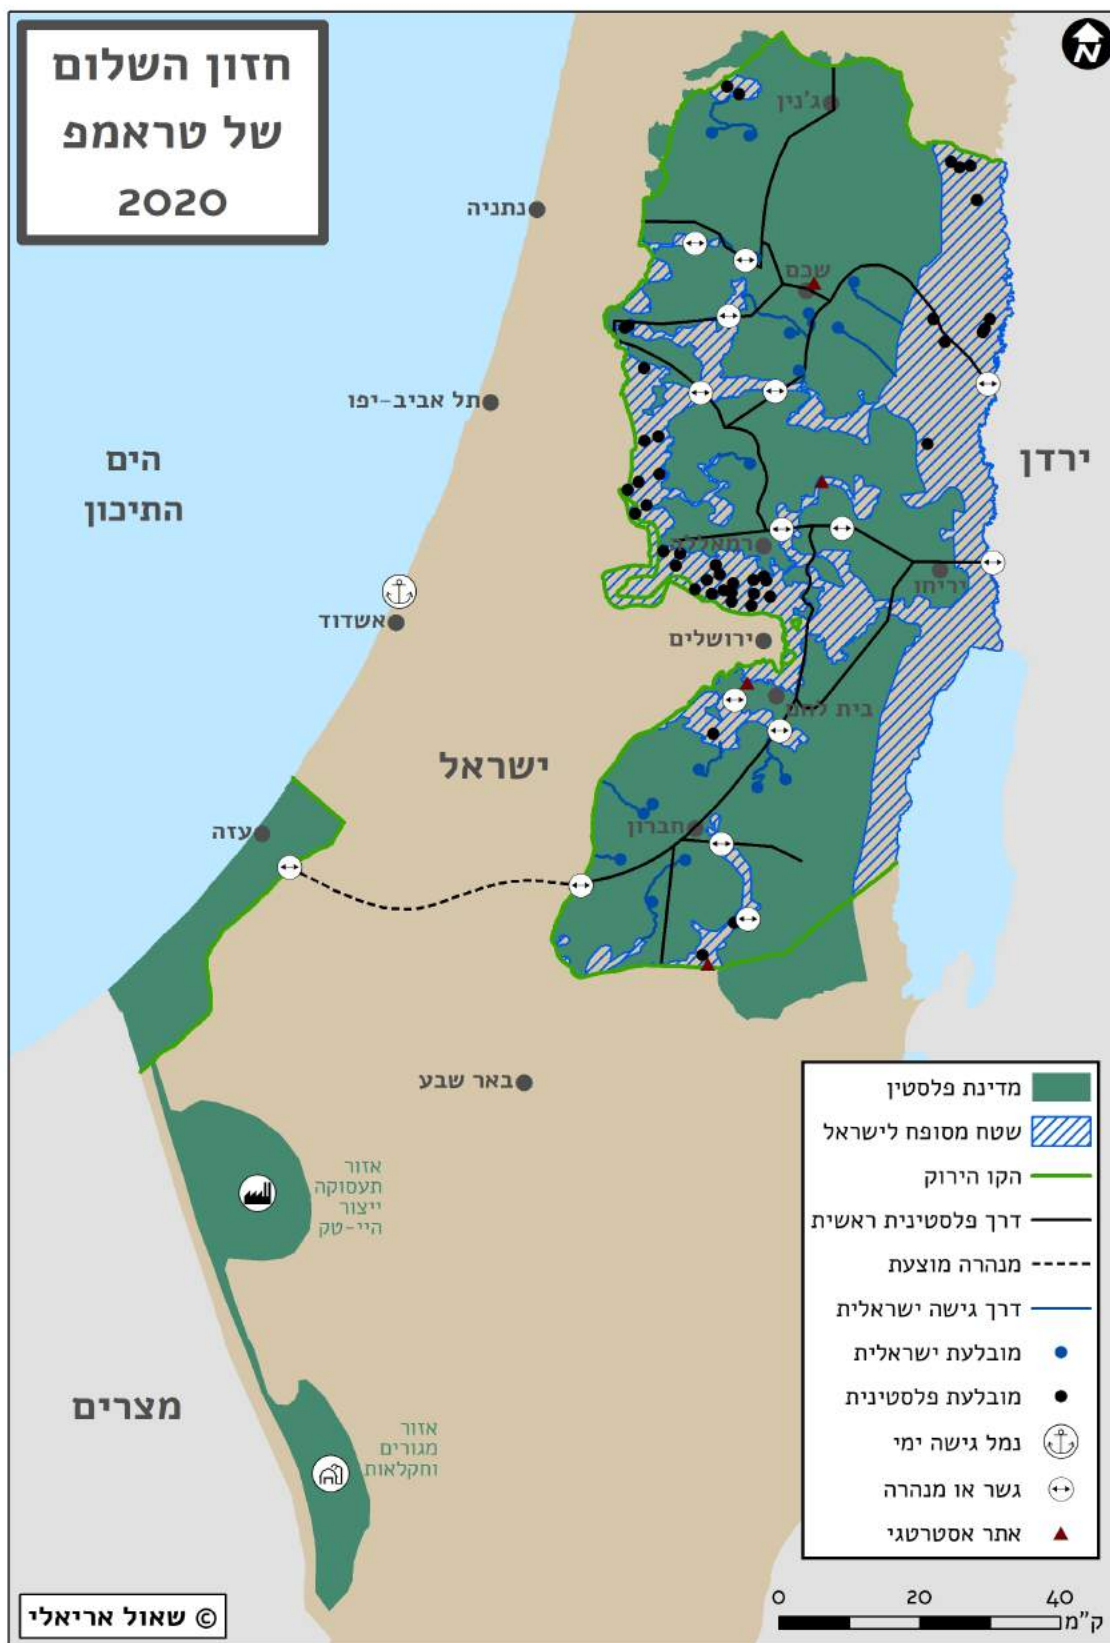 חזון השלום
של טראמפ
2020
N
ג'נין
נתניה
שכם
תל אביב-יפו
הים
התיכון
ירדן
רמאללה
יריחו
אשדוד
ירושלים
בית לחם
ישראל
עזה
חברון
באר שבע
אזור
תעסוקה
ייצור
היי-טק
מצרים
אזור
מגורים
וחקלאות
מדינת פלסטין
שטח מסופח לישראל
הקו הירוק
דרך פלסטינית ראשית
מנהרה מוצעת
דרך גישה ישראלית
מובלעת ישראלית
מובלעת פלסטינית
נמל גישה ימי
גשר או מנהרה
אתר אסטרטגי
0 20 40
ק"מ
© שאול אריאלי